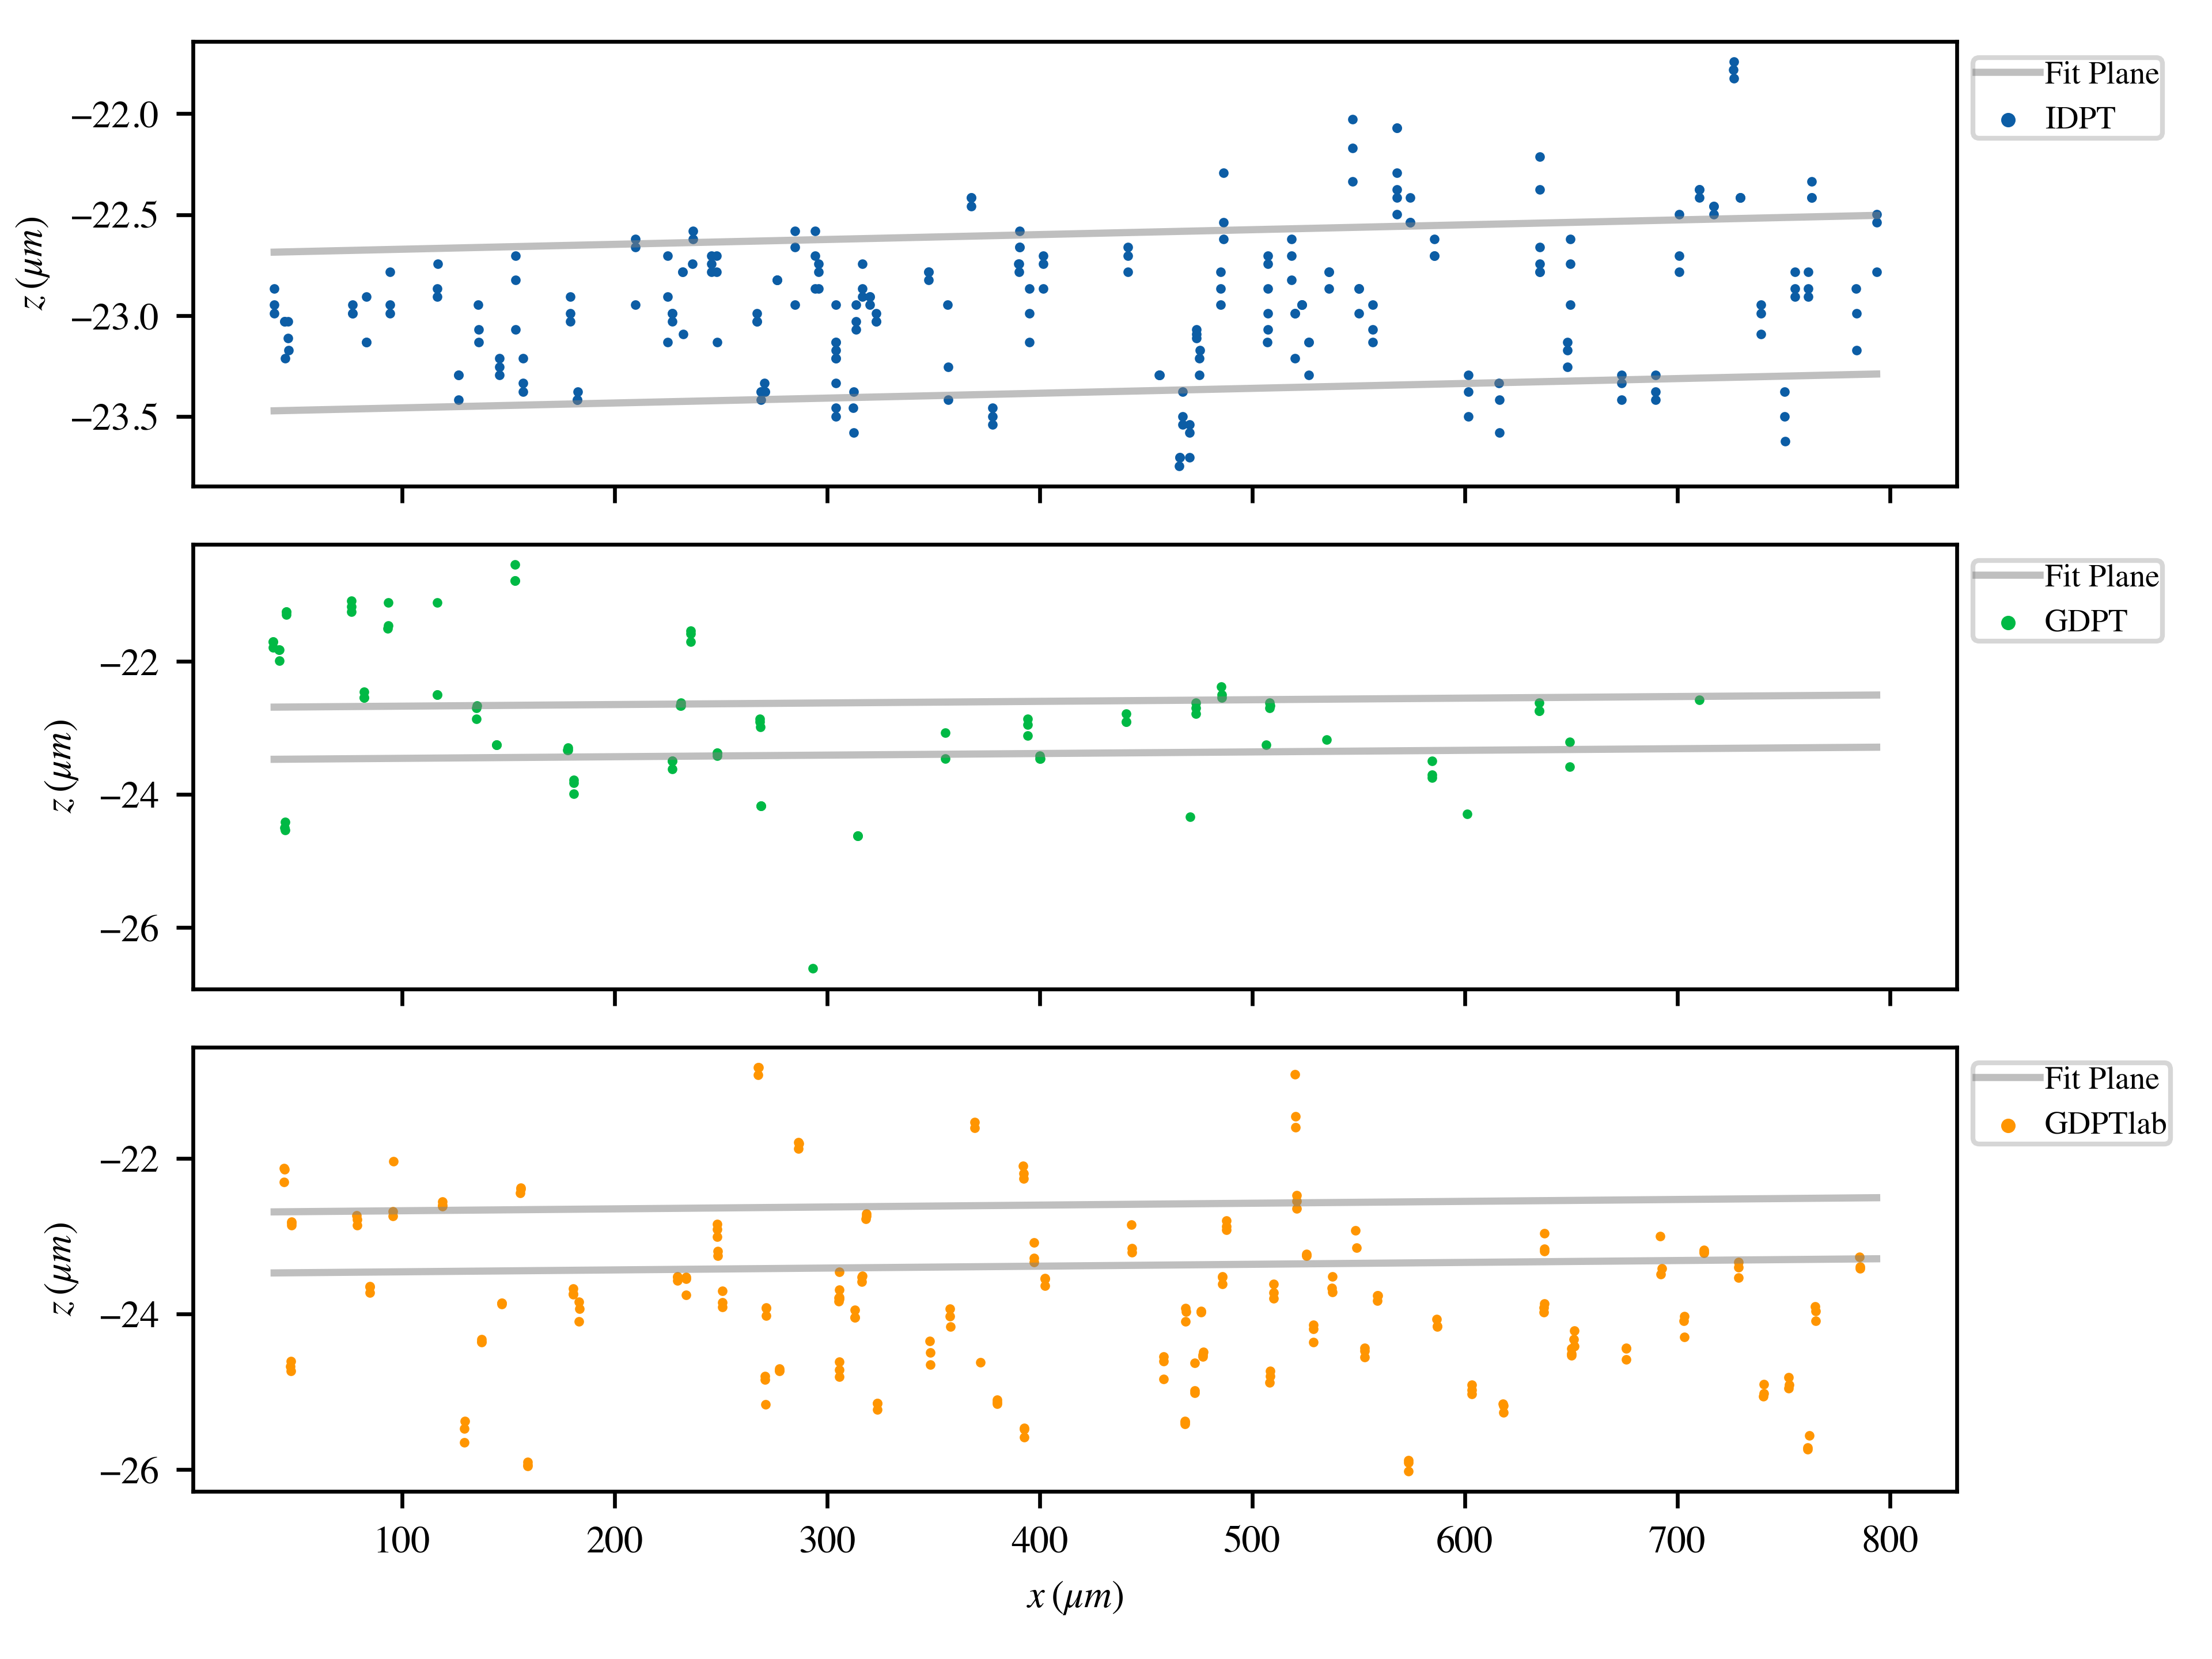 −22.0
−22.5
−23.0
−23.5
z (μm)
Fit Plane
IDPT
−22
−24
−26
z (μm)
Fit Plane
GDPT
−22
−24
−26
z (μm)
Fit Plane
GDPTlab
100 200 300 400 500 600 700 800
x (μm)